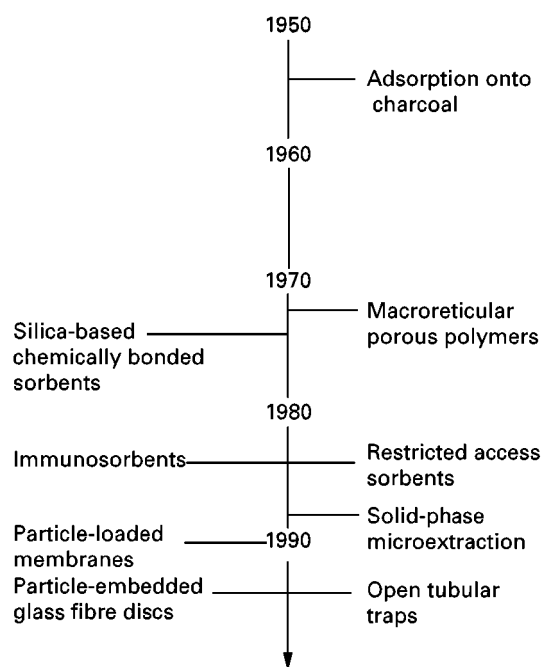 1950
Adsorption onto
charcoal
1960
1970
Macroreticular
porous polymers
Silica-based
chemically bonded
sorbents
1980
Immunosorbents
Restricted access
sorbents
Solid-phase
microextraction
Particle-loaded
membranes
1990
Particle-embedded
glass fibre discs
Open tubular
traps